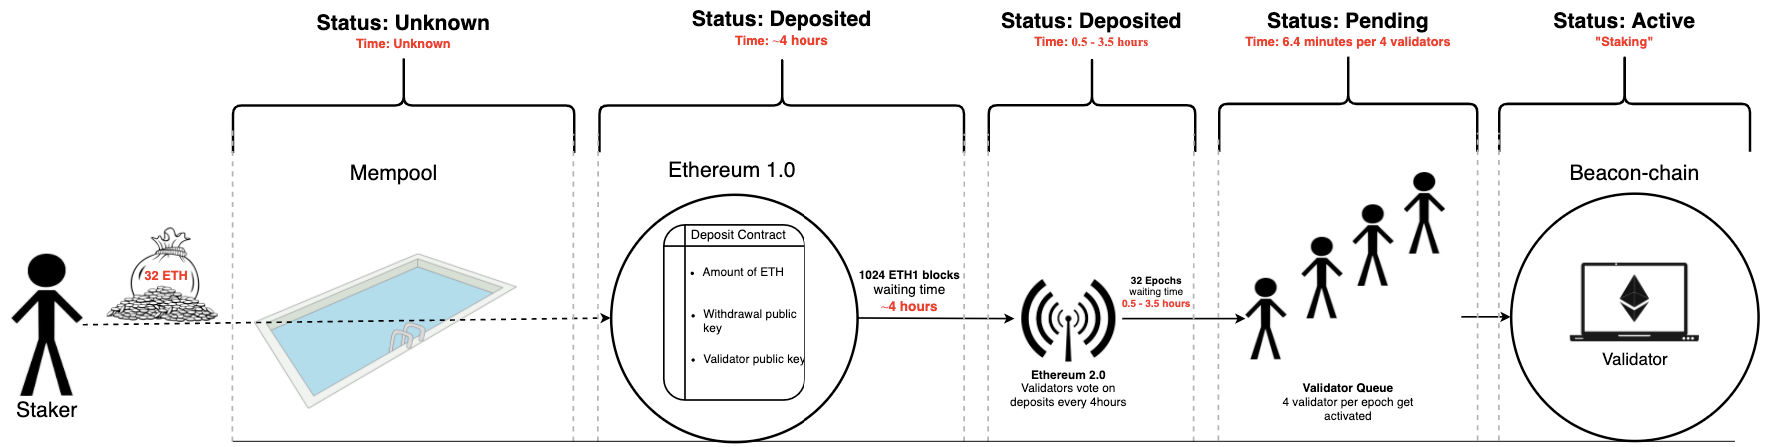 Status: Unknown
Time: Unknown
Status: Deposited
Time: ~4 hours
Status: Deposited
Time: 0.5 - 3.5 hours
Status: Pending
Time: 6.4 minutes per 4 validators
Status: Active
"Staking"
Staker
32 ETH
Mempool
Ethereum 1.0
Deposit Contract
• Amount of ETH
• Withdrawal public
key
• Validator public key
1024 ETH1 blocks
waiting time
~4 hours
Ethereum 2.0
Validators vote on
deposits every 4hours
32 Epochs
waiting time
0.5 - 3.5 hours
Validator Queue
4 validator per epoch get
activated
Beacon-chain
Validator